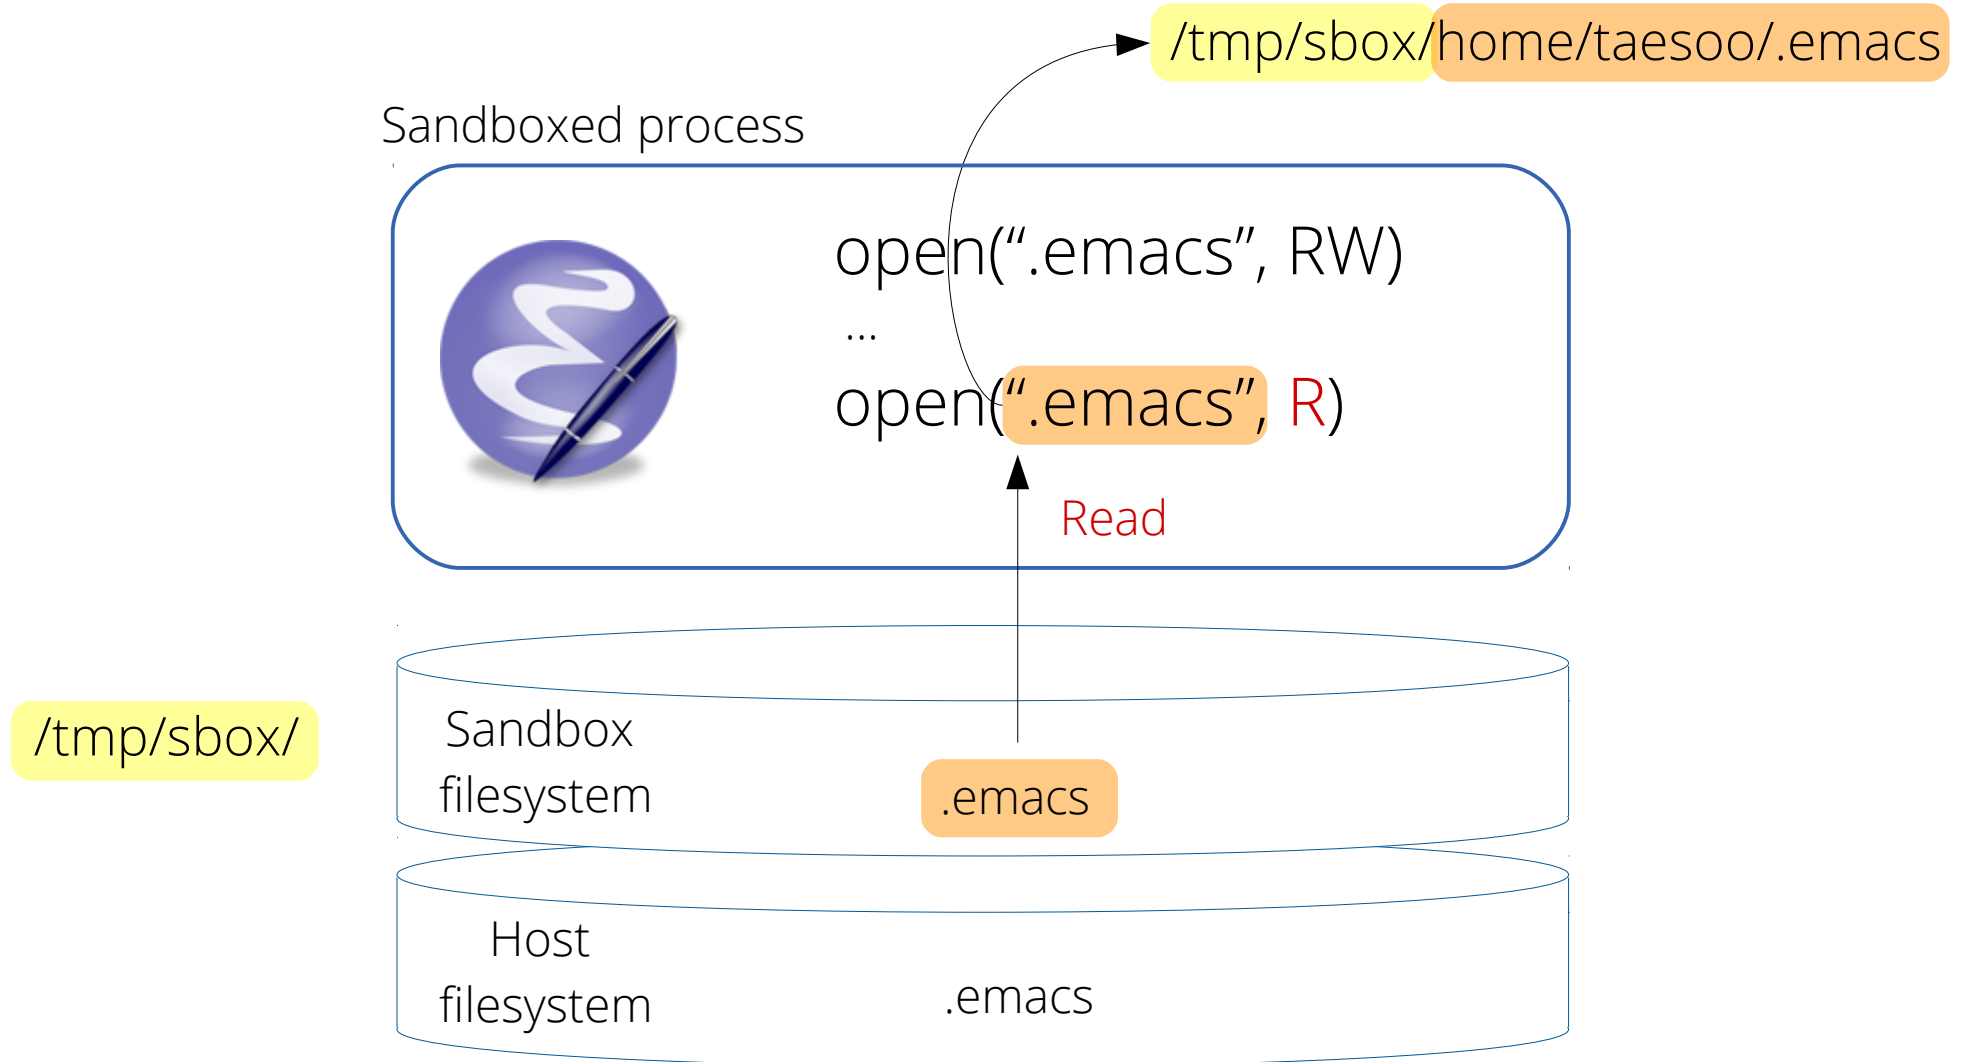 /tmp/sbox/home/taesoo/.emacs
Sandboxed process
open(“.emacs”, RW)
...
open(“.emacs”, R)
Read
/tmp/sbox/
Sandbox
filesystem
.emacs
Host
filesystem
.emacs